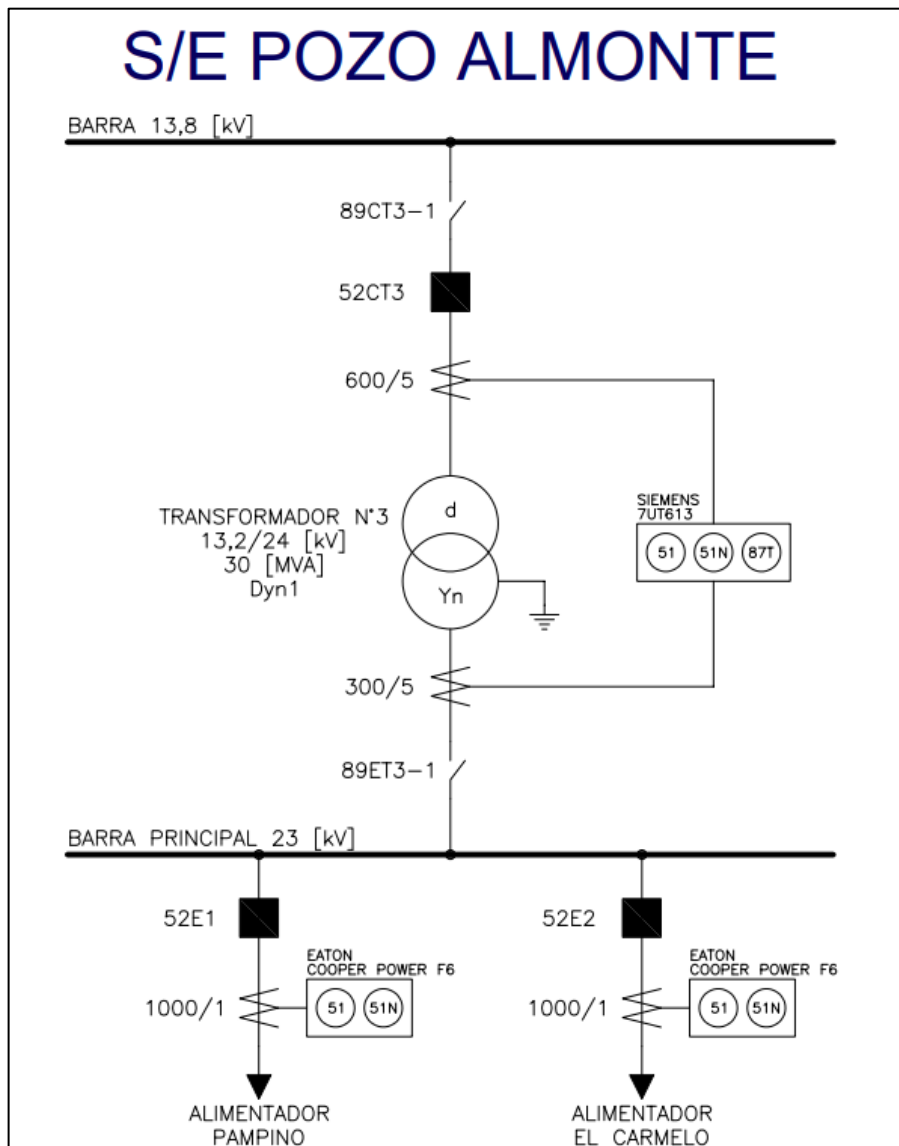 S/E POZO ALMONTE
BARRA 13,8 [kV]
89CT3-1
52CT3
600/5
TRANSFORMADOR N°3
13,2/24 [kV]
30 [MVA]
Dyn1
d
Yn
SIEMENS
7UT613
51 51N 87T
300/5
89ET3-1
BARRA PRINCIPAL 23 [kV]
52E1
EATON
COOPER POWER F6
1000/1
51 51N
ALIMENTADOR
PAMPINO
52E2
EATON
COOPER POWER F6
1000/1
51 51N
ALIMENTADOR
EL CARMELO